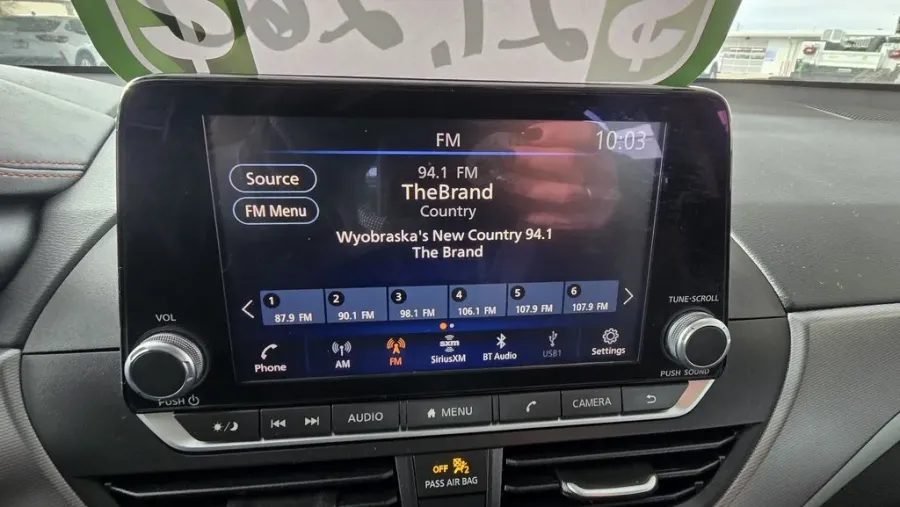 FM
10:03
Source
FM Menu
94.1 FM
TheBrand
Country
Wyobraska's New Country 94.1
The Brand
1
2
3
4
5
6
87.9 FM
90.1 FM
98.1 FM
106.1 FM
107.9 FM
107.9 FM
Phone
AM
FM
sxm
SiriusXM
BT Audio
USB1
Settings
VOL
PUSH
TUNE•SCROLL
PUSH SOUND
AUDIO
MENU
CAMERA
OFF
2
PASS AIR BAG